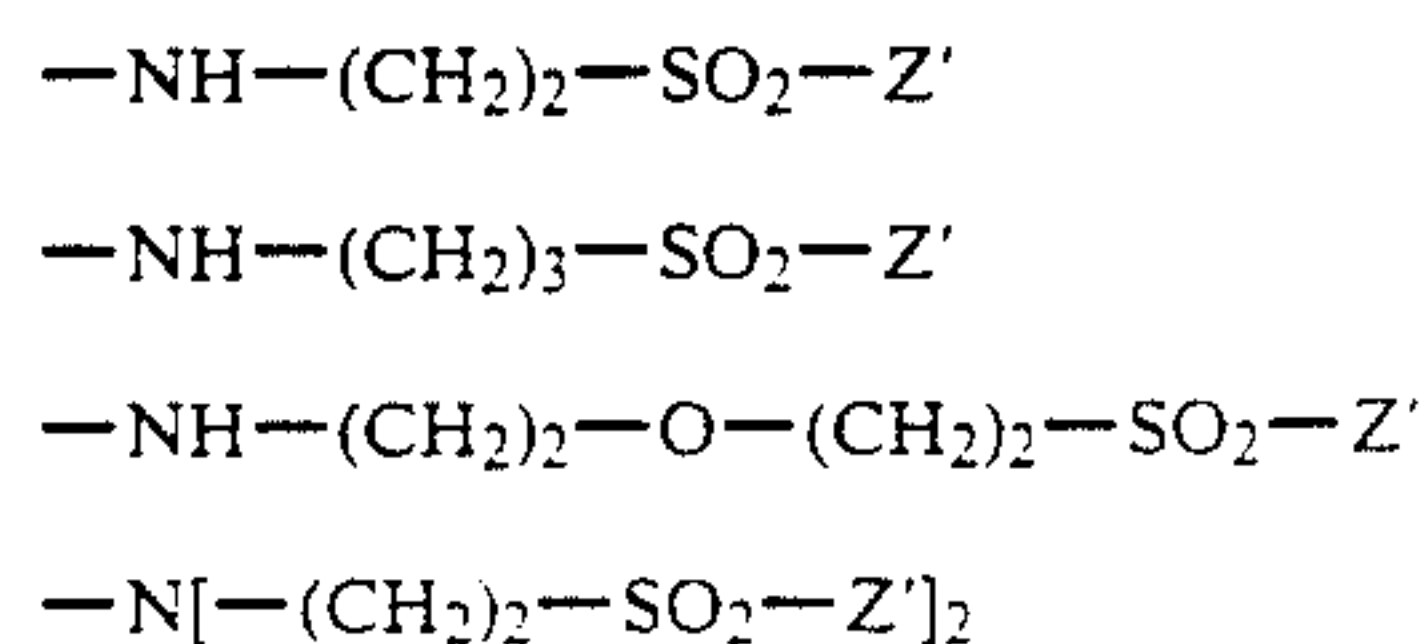 —NH—(CH₂)₂—SO₂—Z′
—NH—(CH₂)₃—SO₂—Z′
—NH—(CH₂)₂—O—(CH₂)₂—SO₂—Z′
—N[—(CH₂)₂—SO₂—Z′]₂